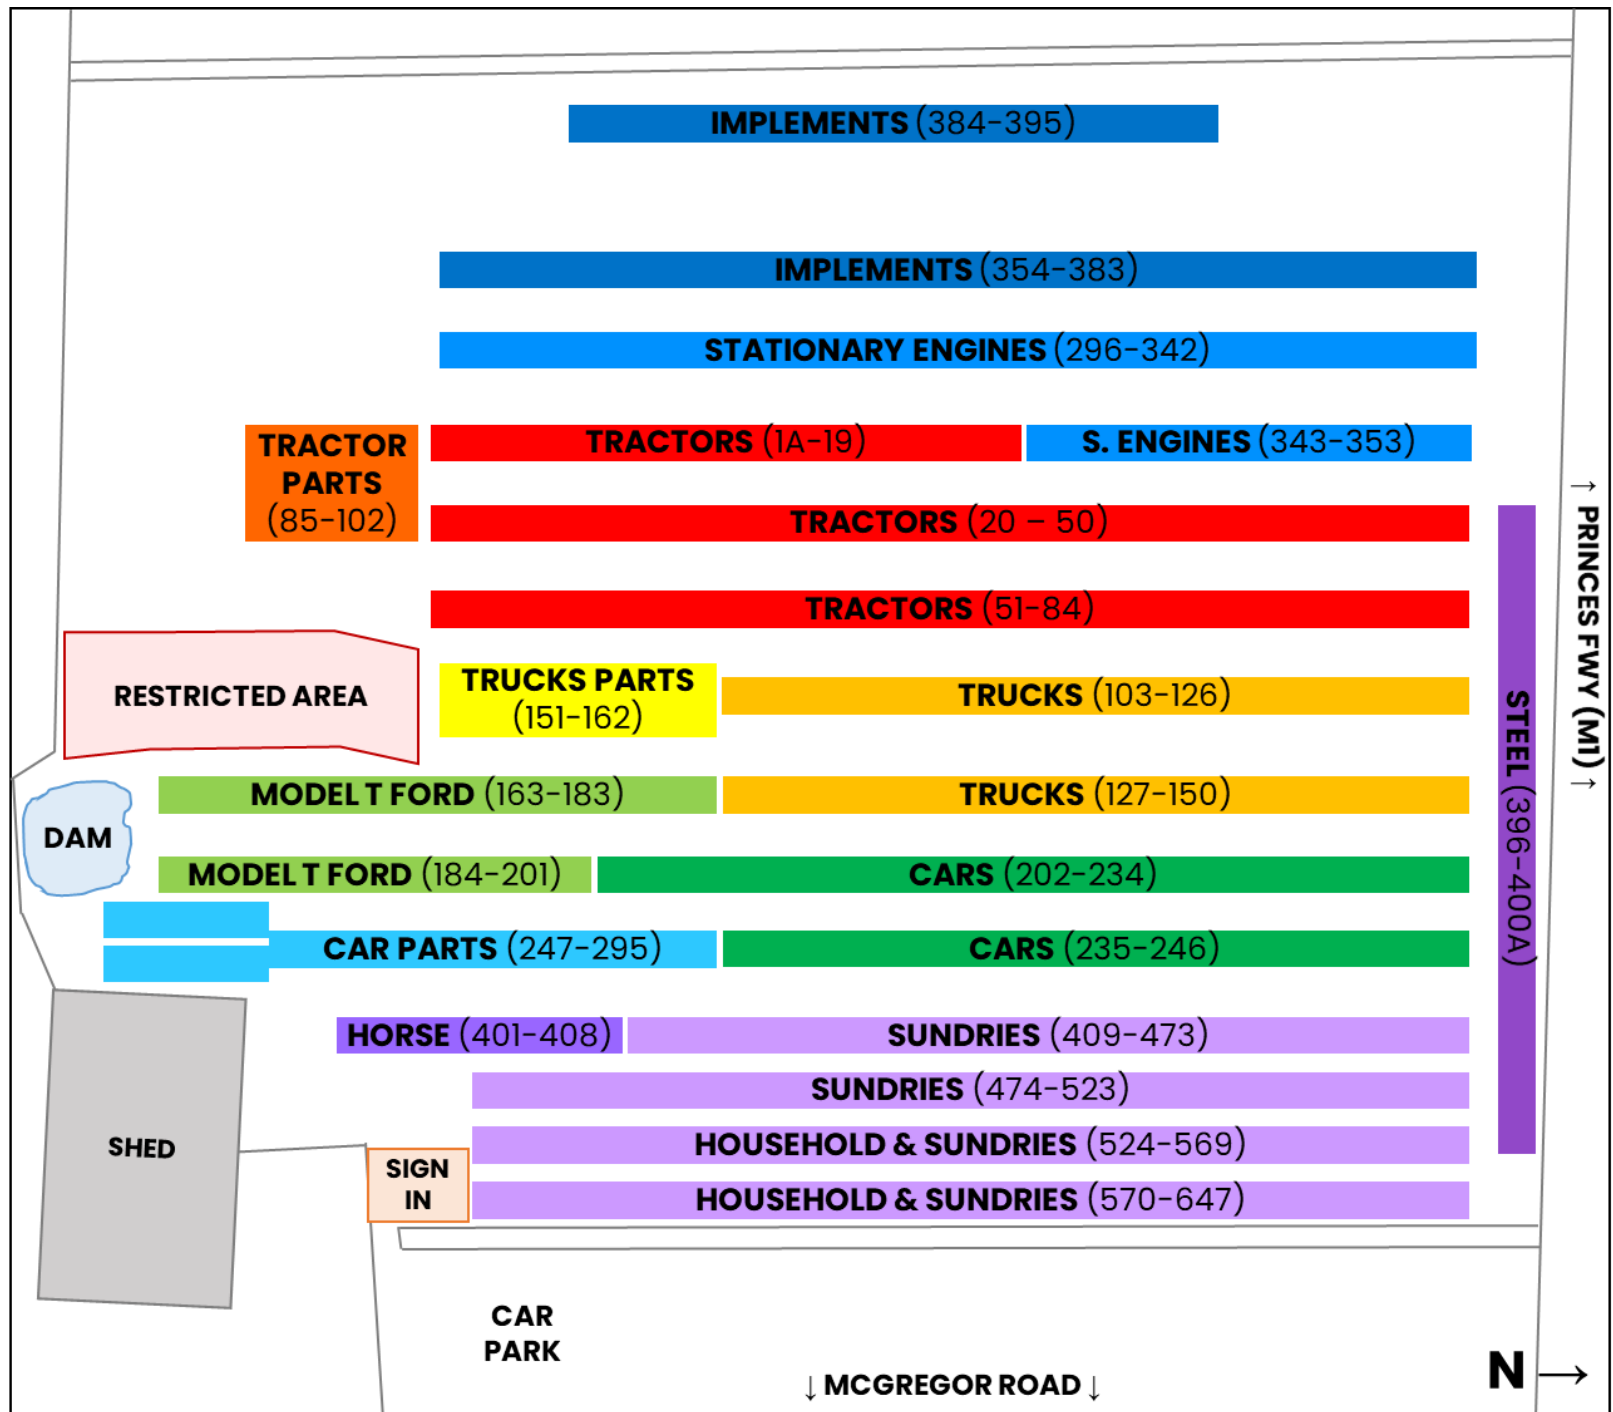 IMPLEMENTS (384-395)
IMPLEMENTS (354-383)
STATIONARY ENGINES (296-342)
TRACTOR
PARTS
(85-102)
TRACTORS (1A-19)
S. ENGINES (343-353)
TRACTORS (20 – 50)
TRACTORS (51-84)
↑ PRINCES FWY (M1) ↑
STEEL (396-400A)
RESTRICTED AREA
TRUCKS PARTS
(151-162)
TRUCKS (103-126)
MODEL T FORD (163-183)
TRUCKS (127-150)
DAM
MODEL T FORD (184-201)
CARS (202-234)
CAR PARTS (247-295)
CARS (235-246)
HORSE (401-408)
SUNDRIES (409-473)
SUNDRIES (474-523)
SHED
HOUSEHOLD & SUNDRIES (524-569)
SIGN
IN
HOUSEHOLD & SUNDRIES (570-647)
CAR
PARK
↓ MCGREGOR ROAD ↓
N →